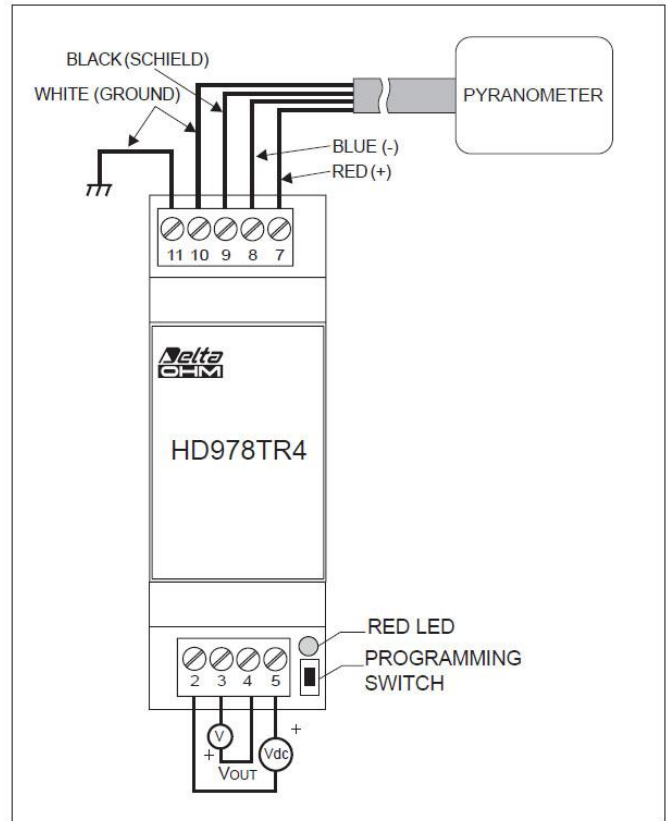 BLACK (SCHIELD)
WHITE (GROUND)
PYRANOMETER
BLUE (-)
RED (+)
11 10 9 8 7
Delta
OHM
HD978TR4
RED LED
PROGRAMMING
SWITCH
2 3 4 5
V
+
+
Vdc
VOUT